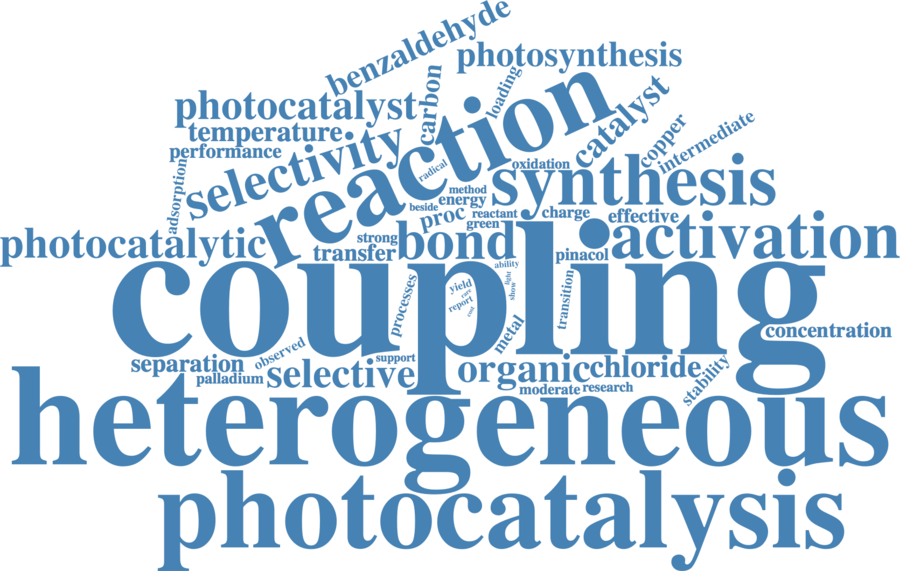 benzaldehyde
photosynthesis
photocatalyst
carbon
loading
reaction
catalyst
temperature
copper
performance
selectivity
intermediate
adsorption
radical
oxidation
synthesis
method
energy
beside
proc
reactant
charge
effective
green
photocatalytic
strong
transfer
bond
activation
pinacol
coupling
ability
light
show
processes
yield
rate
report
cost
transition
metal
concentration
separation
observed
support
palladium
selective
organic
chloride
stability
moderate
research
heterogeneous
photocatalysis